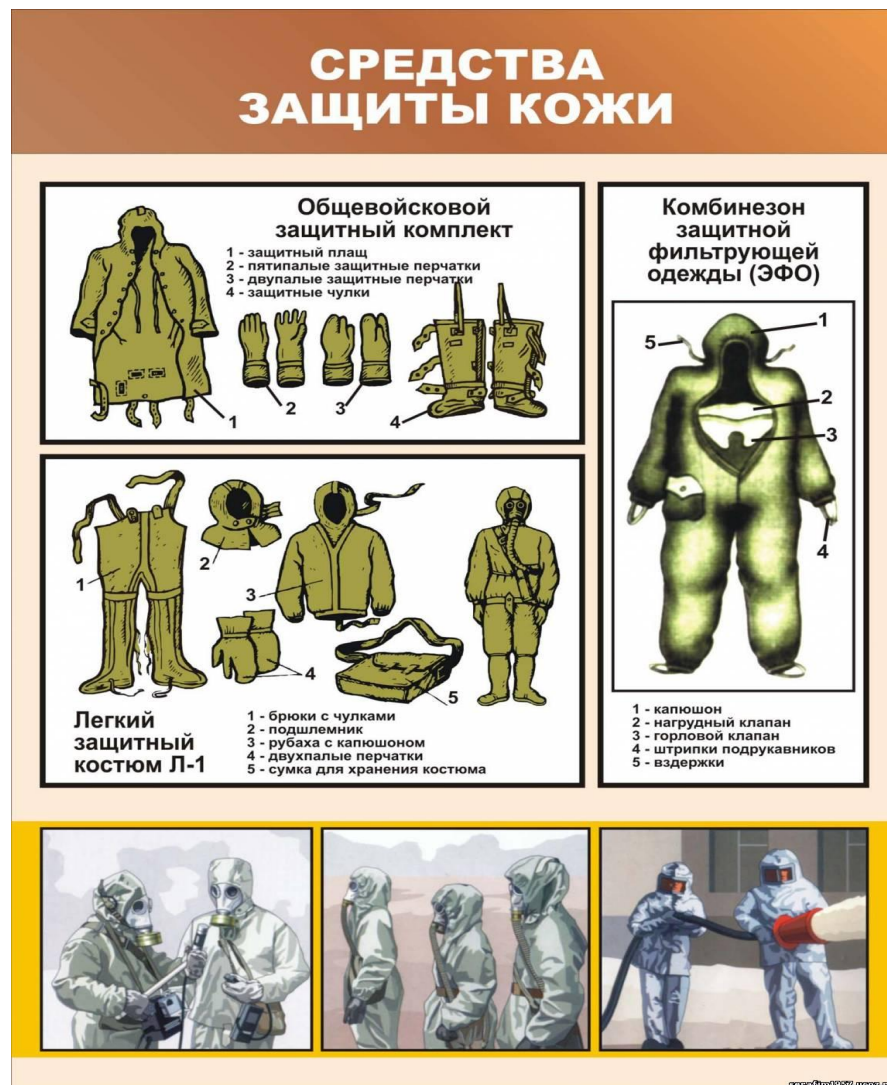 СРЕДСТВА
ЗАЩИТЫ КОЖИ
Общевойсковой
защитный комплект
1 - защитный плащ
2 - пятипалые защитные перчатки
3 - двупалые защитные перчатки
4 - защитные чулки
1
2
3
4
Легкий
защитный
костюм Л-1
1
2
3
4
5
1 - брюки с чулками
2 - подшлемник
3 - рубаха с капюшоном
4 - двухпалые перчатки
5 - сумка для хранения костюма
Комбинезон
защитной
фильтрующей
одежды (ЭФО)
1
5
2
3
4
1 - капюшон
2 - нагрудный клапан
3 - горловой клапан
4 - штрипки подрукавников
5 - вздержки